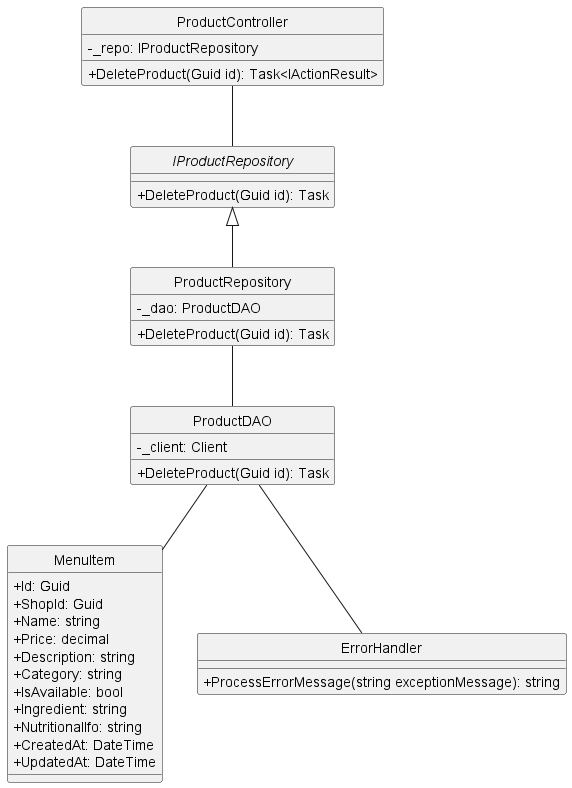 ProductController
-_repo: IProductRepository
+DeleteProduct(Guid id): Task<IActionResult>
IProductRepository
+DeleteProduct(Guid id): Task
ProductRepository
-_dao: ProductDAO
+DeleteProduct(Guid id): Task
ProductDAO
-_client: Client
+DeleteProduct(Guid id): Task
MenuItem
+Id: Guid
+ShopId: Guid
+Name: string
+Price: decimal
+Description: string
+Category: string
+IsAvailable: bool
+Ingredient: string
+NutritionalIfo: string
+CreatedAt: DateTime
+UpdatedAt: DateTime
ErrorHandler
+ProcessErrorMessage(string exceptionMessage): string